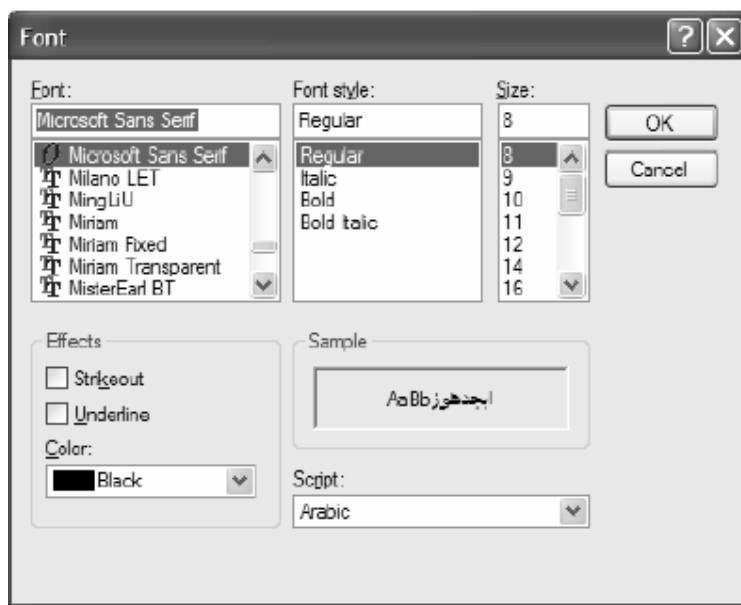 Font
Font:
Font style:
Size:
Microsoft Sans Serif
Regular
8
OK
Microsoft Sans Serif
Milano LET
MingLiU
Miriam
Miriam Fixed
Miriam Transparent
MisterEarl BT
Regular
Italic
Bold
Bold Italic
8
9
10
11
12
14
16
Cancel
Effects
Strikeout
Underline
Color:
Black
Sample
AaBbابجدهوز
Script:
Arabic